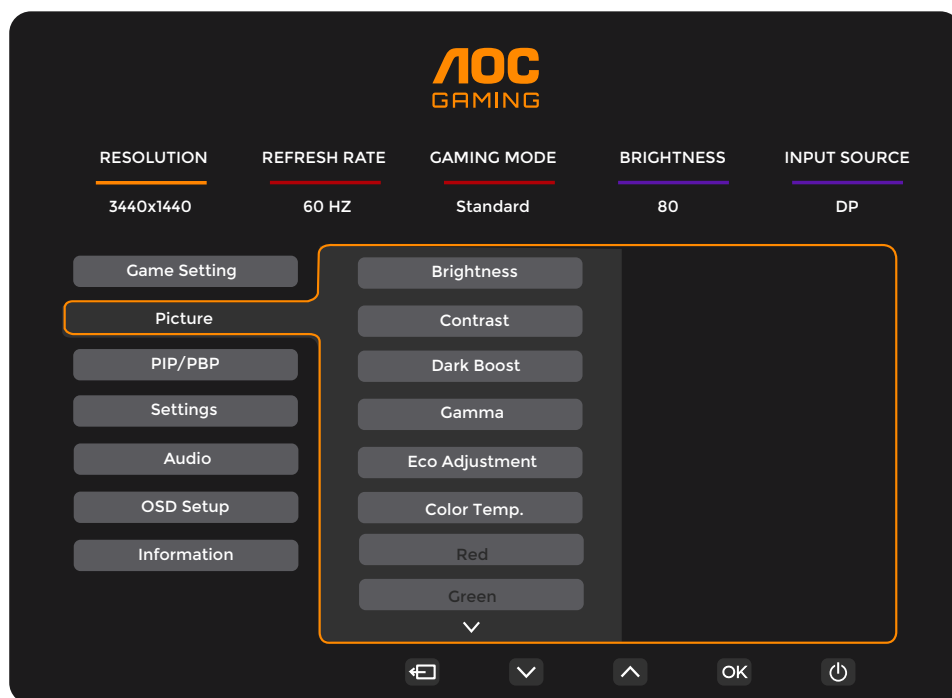 AOC
GAMING
RESOLUTION REFRESH RATE GAMING MODE BRIGHTNESS INPUT SOURCE
3440x1440 60 HZ Standard 80 DP
Game Setting
Picture
PIP/PBP
Settings
Audio
OSD Setup
Information
Brightness
Contrast
Dark Boost
Gamma
Eco Adjustment
Color Temp.
Red
Green
OK